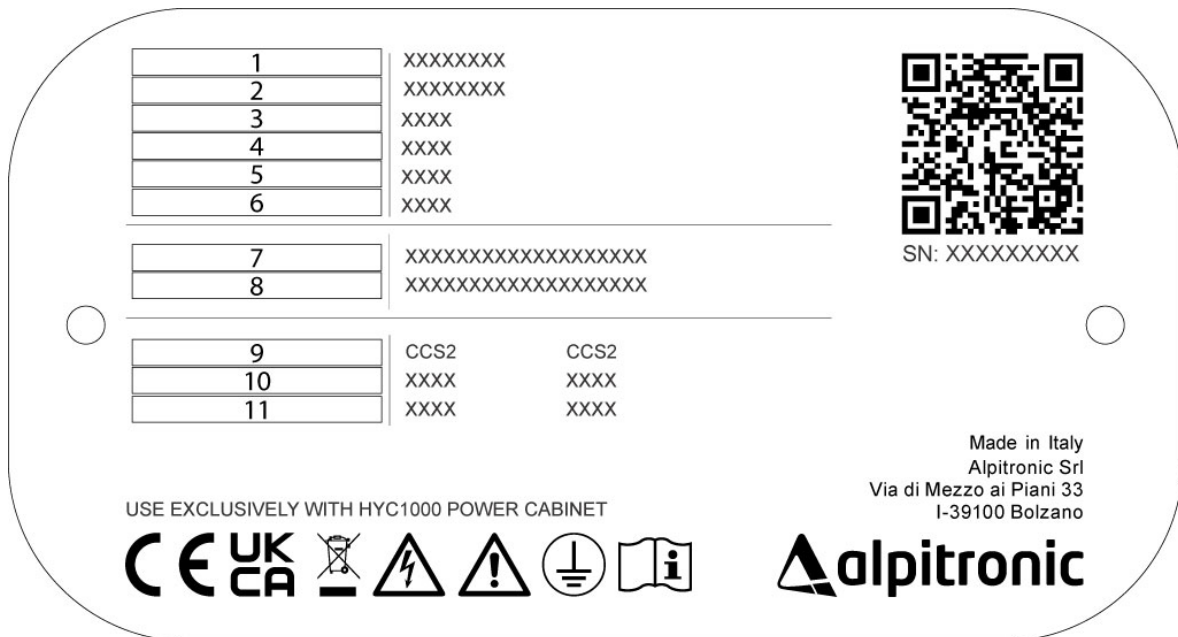 1 XXXXXXXX
2 XXXXXXXX
3 XXXX
4 XXXX
5 XXXX
6 XXXX
SN: XXXXXXXXX
7 XXXXXXXXXXXXXXXXXXX
8 XXXXXXXXXXXXXXXXXXX
9 CCS2 CCS2
10 XXXX XXXX
11 XXXX XXXX
Made in Italy
Alpitronic Srl
Via di Mezzo ai Piani 33
I-39100 Bolzano
USE EXCLUSIVELY WITH HYC1000 POWER CABINET
CE UK
CA
i
alpitronic